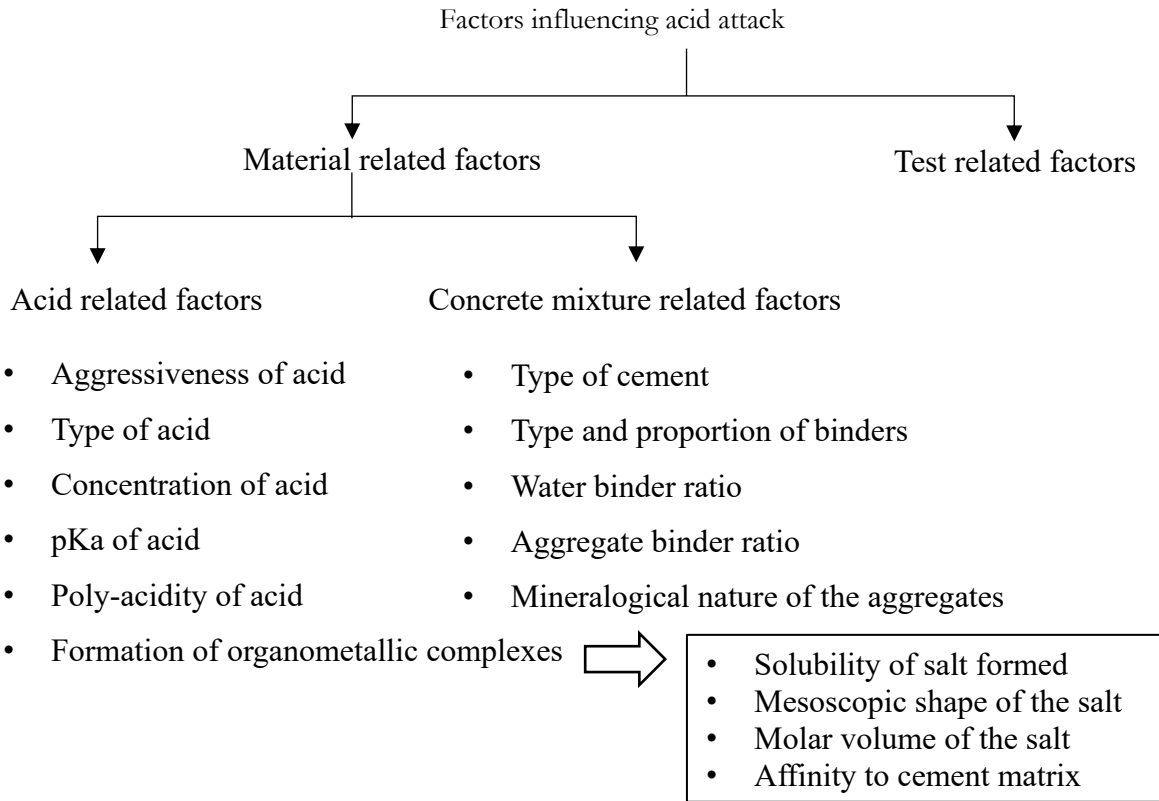 Factors influencing acid attack
Material related factors
Test related factors
Acid related factors
• Aggressiveness of acid
• Type of acid
• Concentration of acid
• pKa of acid
• Poly-acidity of acid
• Formation of organometallic complexes
Concrete mixture related factors
• Type of cement
• Type and proportion of binders
• Water binder ratio
• Aggregate binder ratio
• Mineralogical nature of the aggregates
• Solubility of salt formed
• Mesoscopic shape of the salt
• Molar volume of the salt
• Affinity to cement matrix